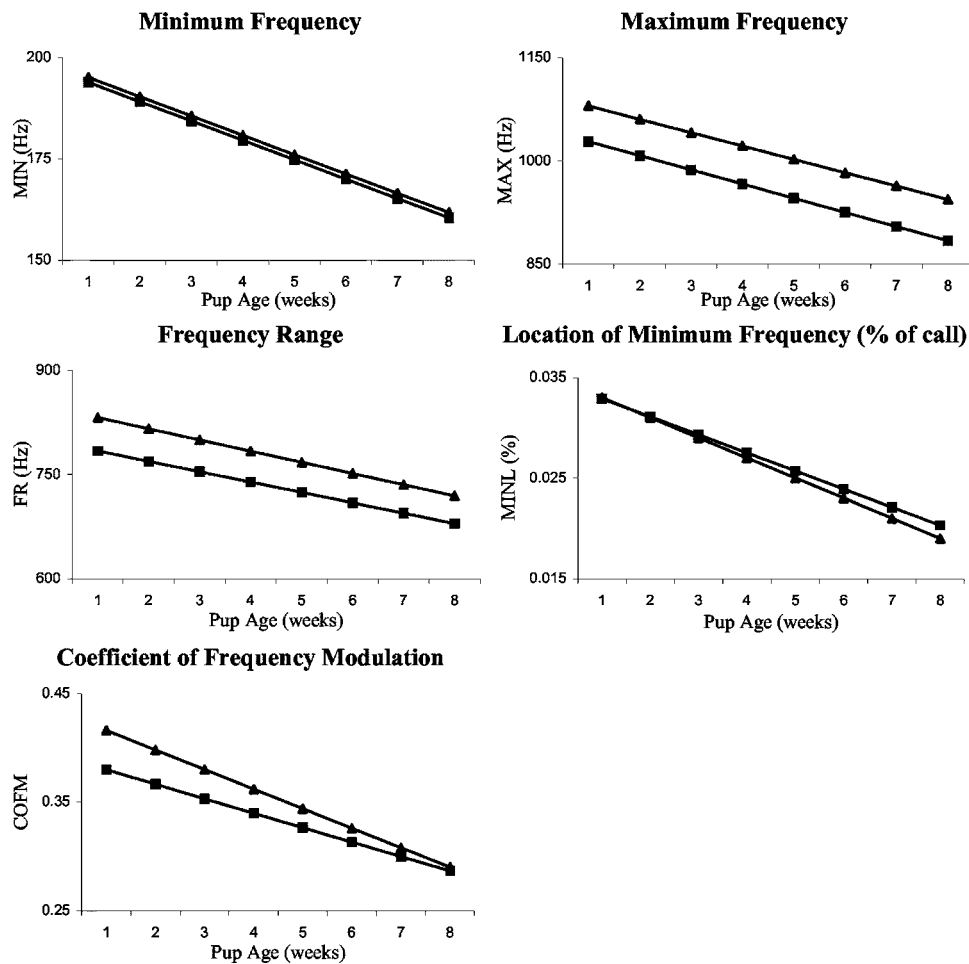 Minimum Frequency
200
175
150
MIN (Hz)
1 2 3 4 5 6 7 8
Pup Age (weeks)
Maximum Frequency
1150
1000
850
MAX (Hz)
1 2 3 4 5 6 7 8
Pup Age (weeks)
Frequency Range
900
750
600
FR (Hz)
1 2 3 4 5 6 7 8
Pup Age (weeks)
Location of Minimum Frequency (% of call)
0.035
0.025
0.015
MINL (%)
1 2 3 4 5 6 7 8
Pup Age (weeks)
Coefficient of Frequency Modulation
0.45
0.35
0.25
COFM
1 2 3 4 5 6 7 8
Pup Age (weeks)